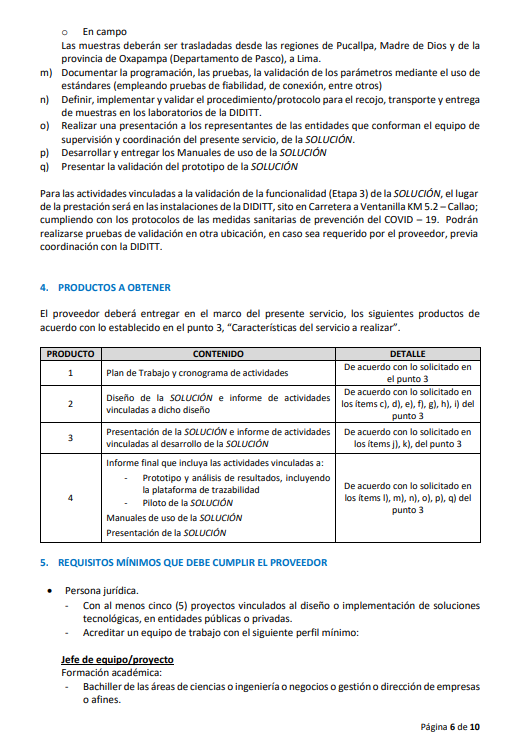 o En campo
Las muestras deberán ser trasladadas desde las regiones de Pucallpa, Madre de Dios y de la
provincia de Oxapampa (Departamento de Pasco), a Lima.
m) Documentar la programación, las pruebas, la validación de los parámetros mediante el uso de
estándares (empleando pruebas de fiabilidad, de conexión, entre otros)
n) Definir, implementar y validar el procedimiento/protocolo para el recojo, transporte y entrega
de muestras en los laboratorios de la DIDITT.
o) Realizar una presentación a los representantes de las entidades que conforman el equipo de
supervisión y coordinación del presente servicio, de la SOLUCIÓN.
p) Desarrollar y entregar los Manuales de uso de la SOLUCIÓN
q) Presentar la validación del prototipo de la SOLUCIÓN
Para las actividades vinculadas a la validación de la funcionalidad (Etapa 3) de la SOLUCIÓN, el lugar
de la prestación será en las instalaciones de la DIDITT, sito en Carretera a Ventanilla KM 5.2 – Callao;
cumpliendo con los protocolos de las medidas sanitarias de prevención del COVID – 19. Podrán
realizarse pruebas de validación en otra ubicación, en caso sea requerido por el proveedor, previa
coordinación con la DIDITT.
4. PRODUCTOS A OBTENER
El proveedor deberá entregar en el marco del presente servicio, los siguientes productos de
acuerdo con lo establecido en el punto 3, “Características del servicio a realizar”.
PRODUCTO CONTENIDO DETALLE
1 Plan de Trabajo y cronograma de actividades De acuerdo con lo solicitado en
el punto 3
2 Diseño de la SOLUCIÓN e informe de actividades
vinculadas a dicho diseño
De acuerdo con lo solicitado en
los ítems c), d), e), f), g), h), i) del
punto 3
3 Presentación de la SOLUCIÓN e informe de actividades
vinculadas al desarrollo de la SOLUCIÓN
De acuerdo con lo solicitado en
los ítems j), k), del punto 3
4 Informe final que incluya las actividades vinculadas a:
- Prototipo y análisis de resultados, incluyendo
la plataforma de trazabilidad
- Piloto de la SOLUCIÓN
Manuales de uso de la SOLUCIÓN
Presentación de la SOLUCIÓN
De acuerdo con lo solicitado en
los ítems l), m), n), o), p), q) del
punto 3
5. REQUISITOS MÍNIMOS QUE DEBE CUMPLIR EL PROVEEDOR
• Persona jurídica.
- Con al menos cinco (5) proyectos vinculados al diseño o implementación de soluciones
tecnológicas, en entidades públicas o privadas.
- Acreditar un equipo de trabajo con el siguiente perfil mínimo:
Jefe de equipo/proyecto
Formación académica:
- Bachiller de las áreas de ciencias o ingeniería o negocios o gestión o dirección de empresas
o afines.
Página 6 de 10